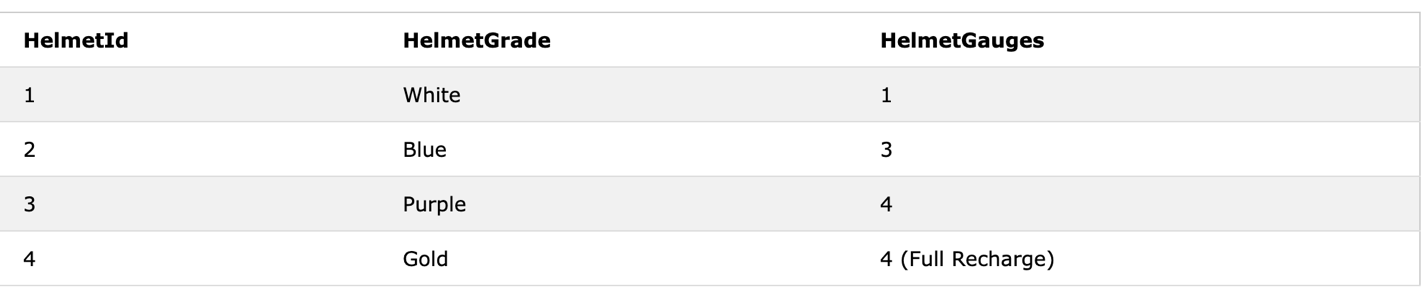 HelmetId HelmetGrade HelmetGauges
1 White 1
2 Blue 3
3 Purple 4
4 Gold 4 (Full Recharge)